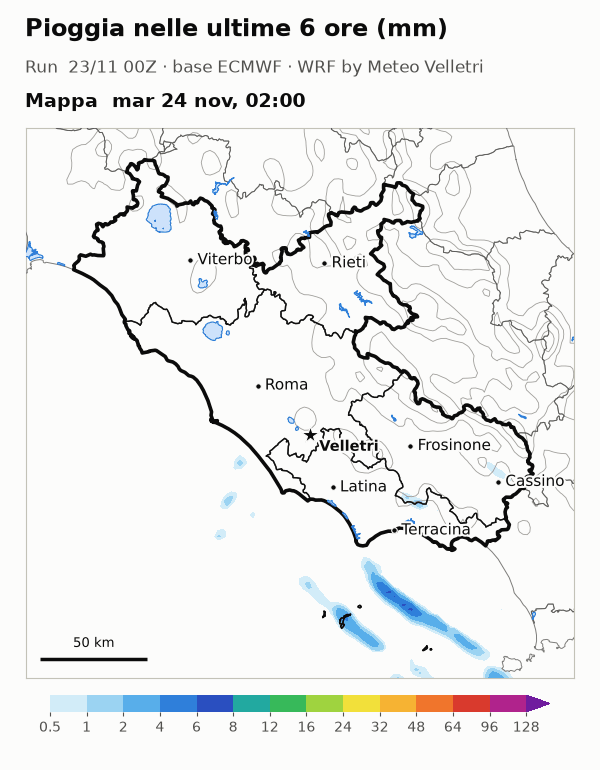 Pioggia nelle ultime 6 ore (mm)
Run 23/11 00Z · base ECMWF · WRF by Meteo Velletri
Mappa mar 24 nov, 02:00
Viterbo
Rieti
Roma
Velletri
Frosinone
Latina
Cassino
Terracina
50 km
0.5 1 2 4 6 8 12 16 24 32 48 64 96 128